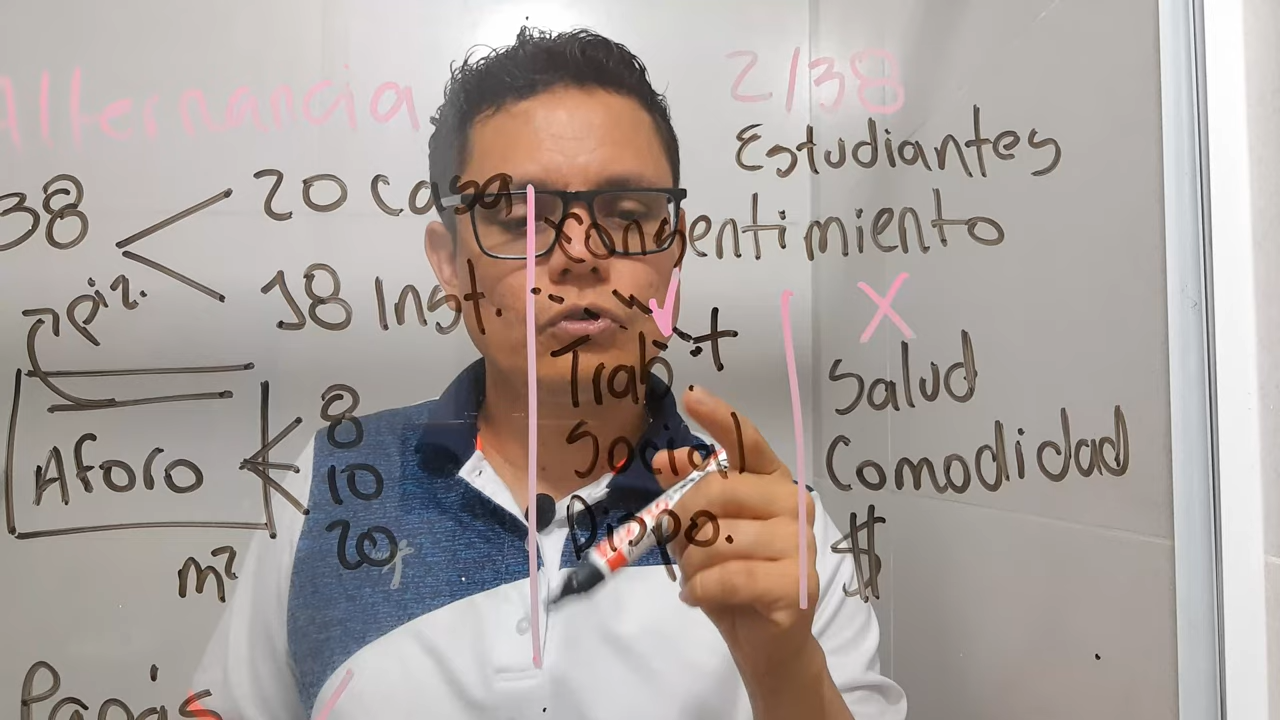 Alternancia
2/38
Estudiantes
38
20 casa
18 Inst.
consentimiento
piz.
Aforo
8
10
20
m²
Trab. +
Social
Dispo.
X
Salud
Comodidad
$
Papás